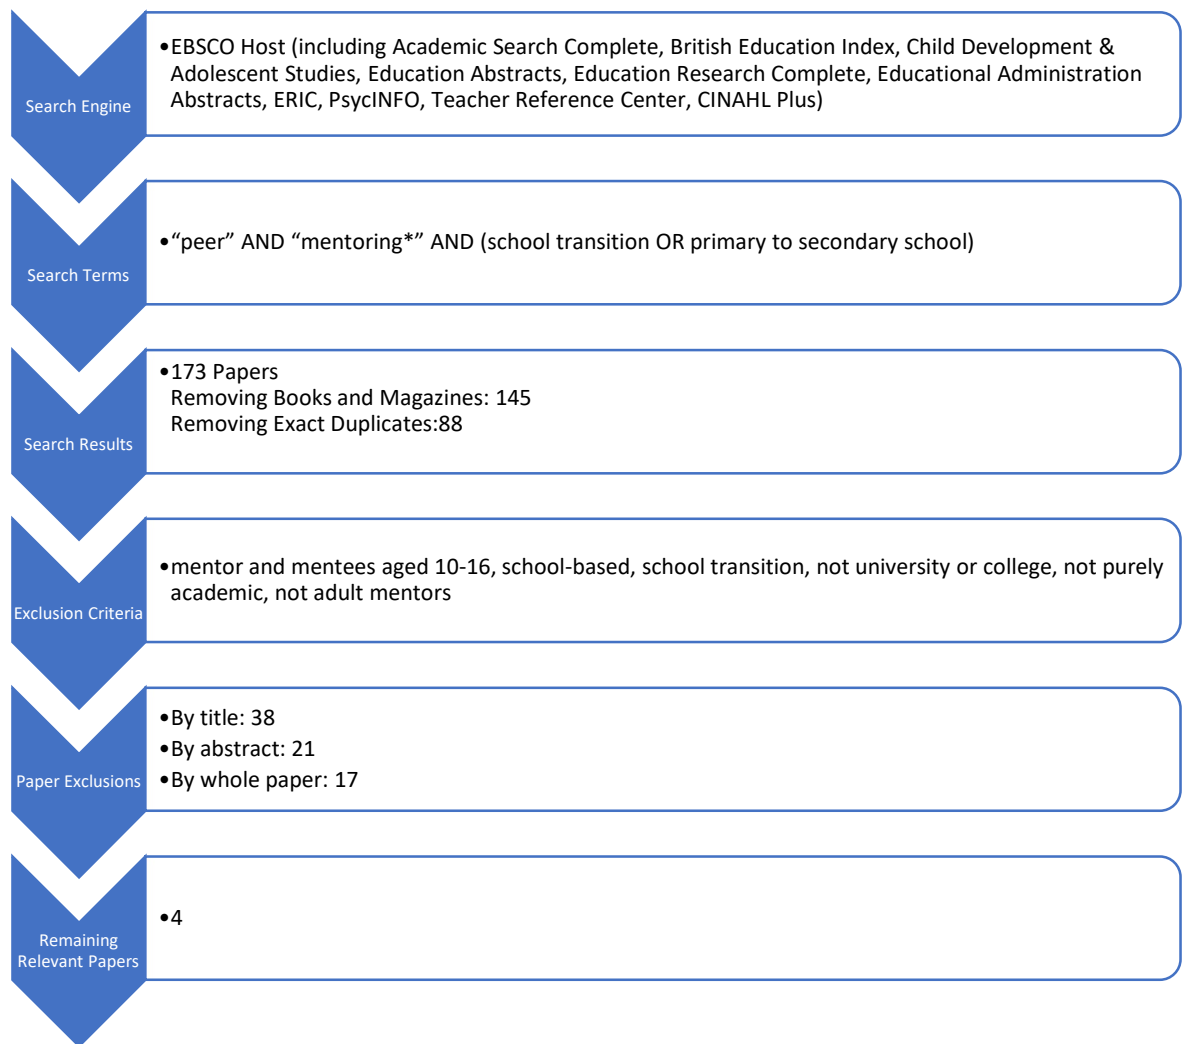 Search Engine
•EBSCO Host (including Academic Search Complete, British Education Index, Child Development &
Adolescent Studies, Education Abstracts, Education Research Complete, Educational Administration
Abstracts, ERIC, PsycINFO, Teacher Reference Center, CINAHL Plus)
Search Terms
•“peer” AND “mentoring*” AND (school transition OR primary to secondary school)
Search Results
•173 Papers
Removing Books and Magazines: 145
Removing Exact Duplicates:88
Exclusion Criteria
•mentor and mentees aged 10-16, school-based, school transition, not university or college, not purely
academic, not adult mentors
Paper Exclusions
•By title: 38
•By abstract: 21
•By whole paper: 17
Remaining
Relevant Papers
•4